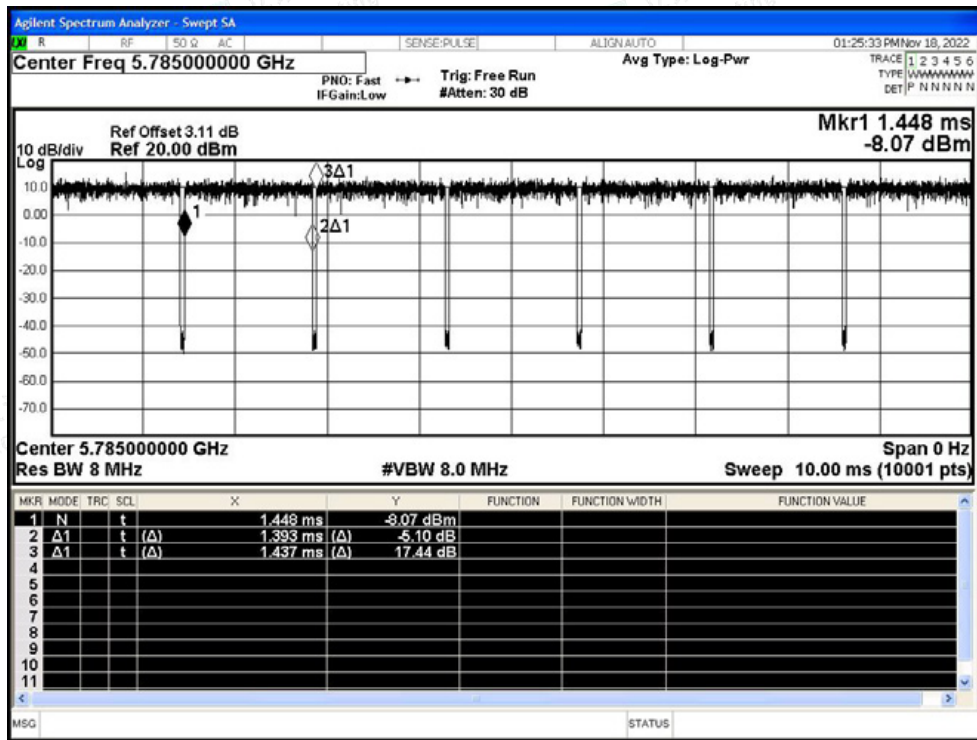 Agilent Spectrum Analyzer - Swept SA
LXI R RF 50 Ω AC SENSE:PULSE ALIGNAUTO 01:25:33 PM Nov 18, 2022
Center Freq 5.785000000 GHz Avg Type: Log-Pwr TRACE 1 2 3 4 5 6
PNO: Fast Trig: Free Run TYPE WWWWWW
IFGain:Low #Atten: 30 dB DET P N N N N N
Mkr1 1.448 ms
Ref Offset 3.11 dB
10 dB/div Ref 20.00 dBm -8.07 dBm
Log
3Δ1
10.0
1
0.00
2Δ1
-10.0
-20.0
-30.0
-40.0
-50.0
-60.0
-70.0
Center 5.785000000 GHz Span 0 Hz
Res BW 8 MHz #VBW 8.0 MHz Sweep 10.00 ms (10001 pts)
MKR MODE TRC SCL X Y FUNCTION FUNCTION WIDTH FUNCTION VALUE
1 N t 1.448 ms -8.07 dBm
2 Δ1 t (Δ) 1.393 ms (Δ) -5.10 dB
3 Δ1 t (Δ) 1.437 ms (Δ) 17.44 dB
4
5
6
7
8
9
10
11
MSG STATUS